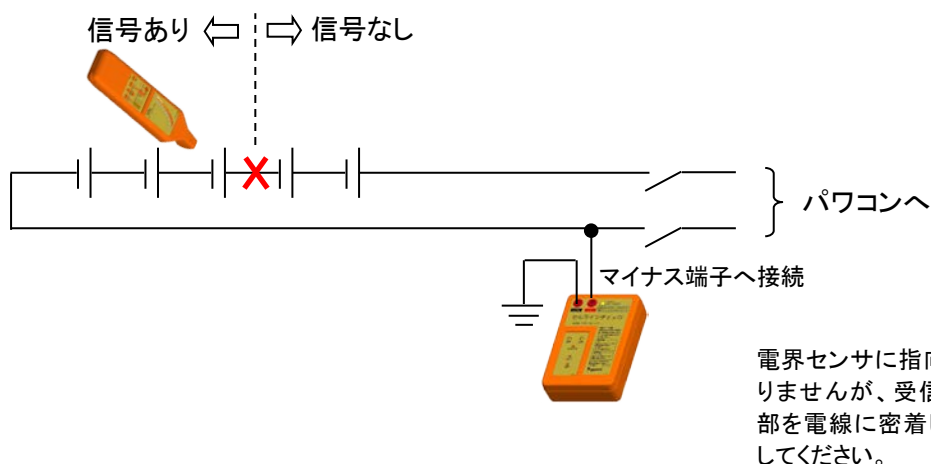 信号あり
信号なし
パワコンへ
マイナス端子へ接続
電界センサに指向
りませんが、受信
部を電線に密着し
してください。